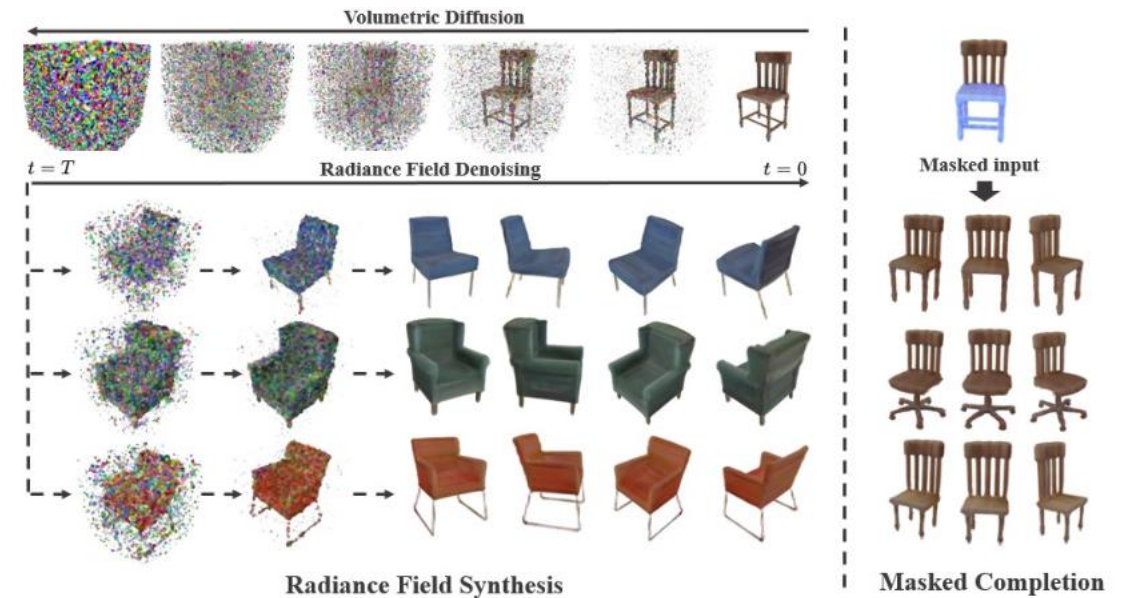 Volumetric Diffusion
t = T
Radiance Field Denoising
t = 0
Radiance Field Synthesis
Masked input
Masked Completion